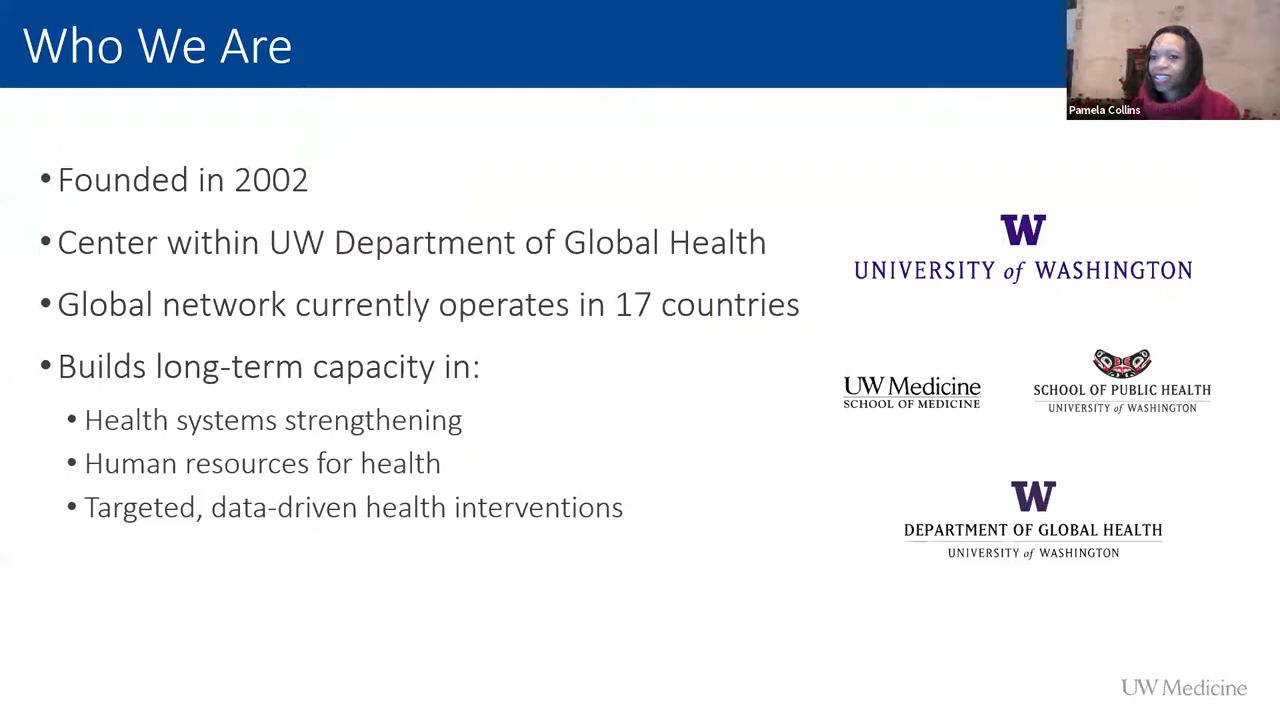 Who We Are
Pamela Collins
• Founded in 2002
• Center within UW Department of Global Health
• Global network currently operates in 17 countries
• Builds long-term capacity in:
• Health systems strengthening
• Human resources for health
• Targeted, data-driven health interventions
W
UNIVERSITY of WASHINGTON
UW Medicine
SCHOOL OF MEDICINE
SCHOOL OF PUBLIC HEALTH
UNIVERSITY of WASHINGTON
W
DEPARTMENT OF GLOBAL HEALTH
UNIVERSITY of WASHINGTON
UW Medicine